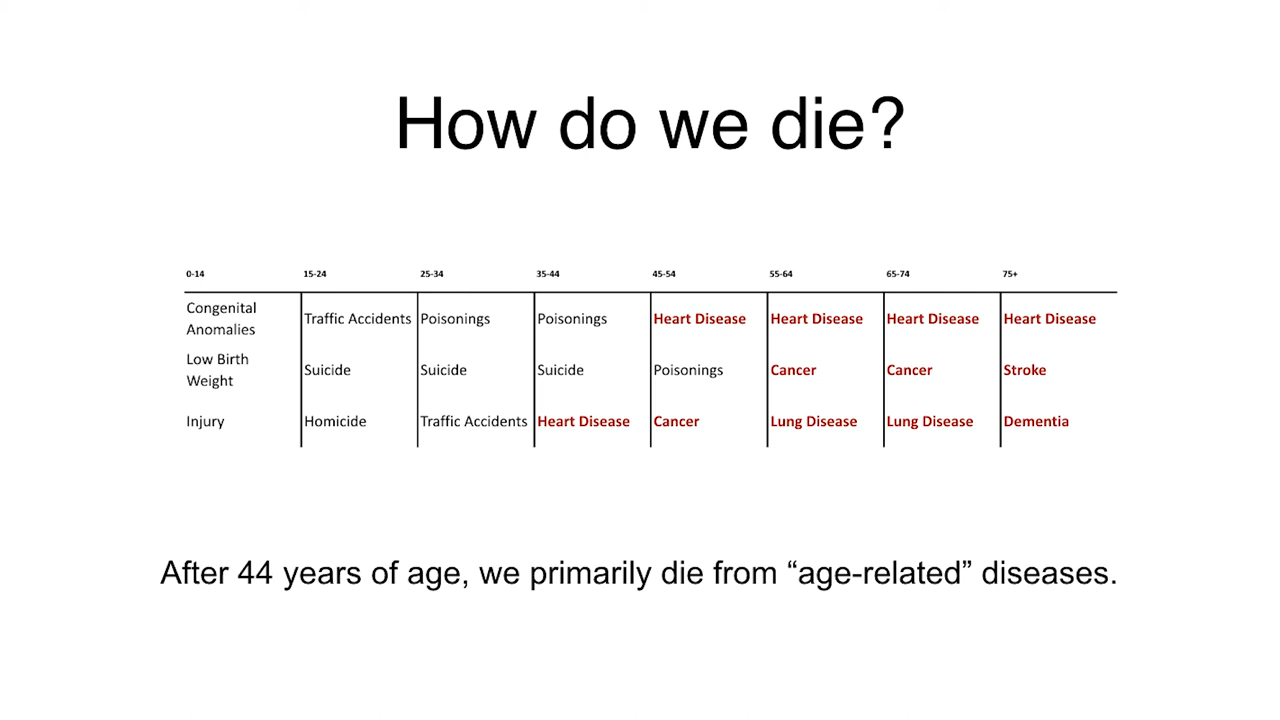 How do we die?
0-14 15-24 25-34 35-44 45-54 55-64 65-74 75+
Congenital Anomalies Traffic Accidents Poisonings Poisonings Heart Disease Heart Disease Heart Disease Heart Disease
Low Birth Weight Suicide Suicide Suicide Poisonings Cancer Cancer Stroke
Injury Homicide Traffic Accidents Heart Disease Cancer Lung Disease Lung Disease Dementia
After 44 years of age, we primarily die from “age-related” diseases.